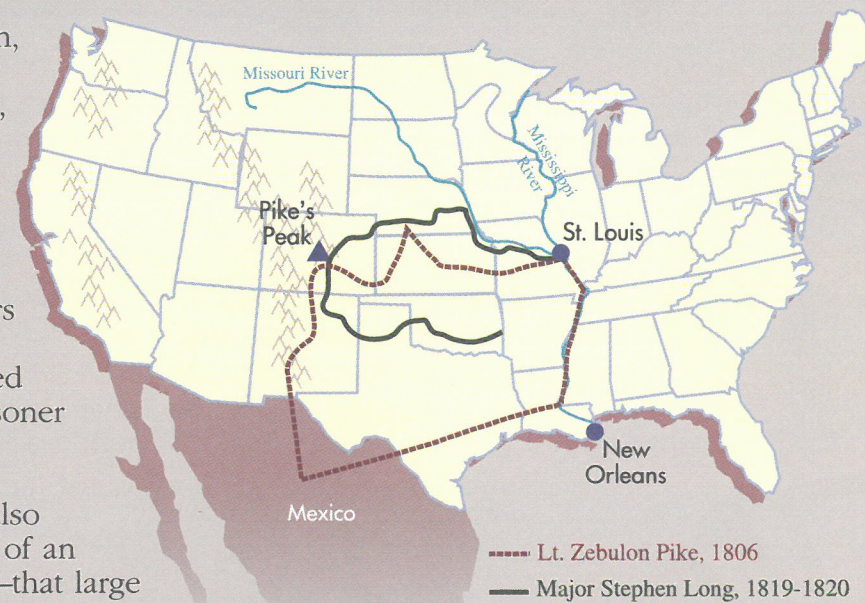 Missouri River
Mississippi
River
Pike's
Peak
St. Louis
rs
ed
soner
New
Orleans
Mexico
also
of an
–that large
Lt. Zebulon Pike, 1806
Major Stephen Long, 1819-1820